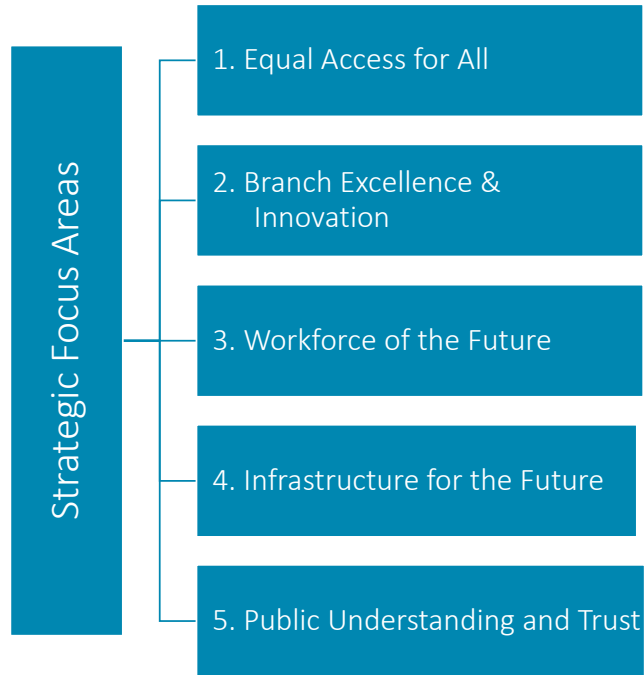 Strategic Focus Areas
1. Equal Access for All
2. Branch Excellence &
Innovation
3. Workforce of the Future
4. Infrastructure for the Future
5. Public Understanding and Trust